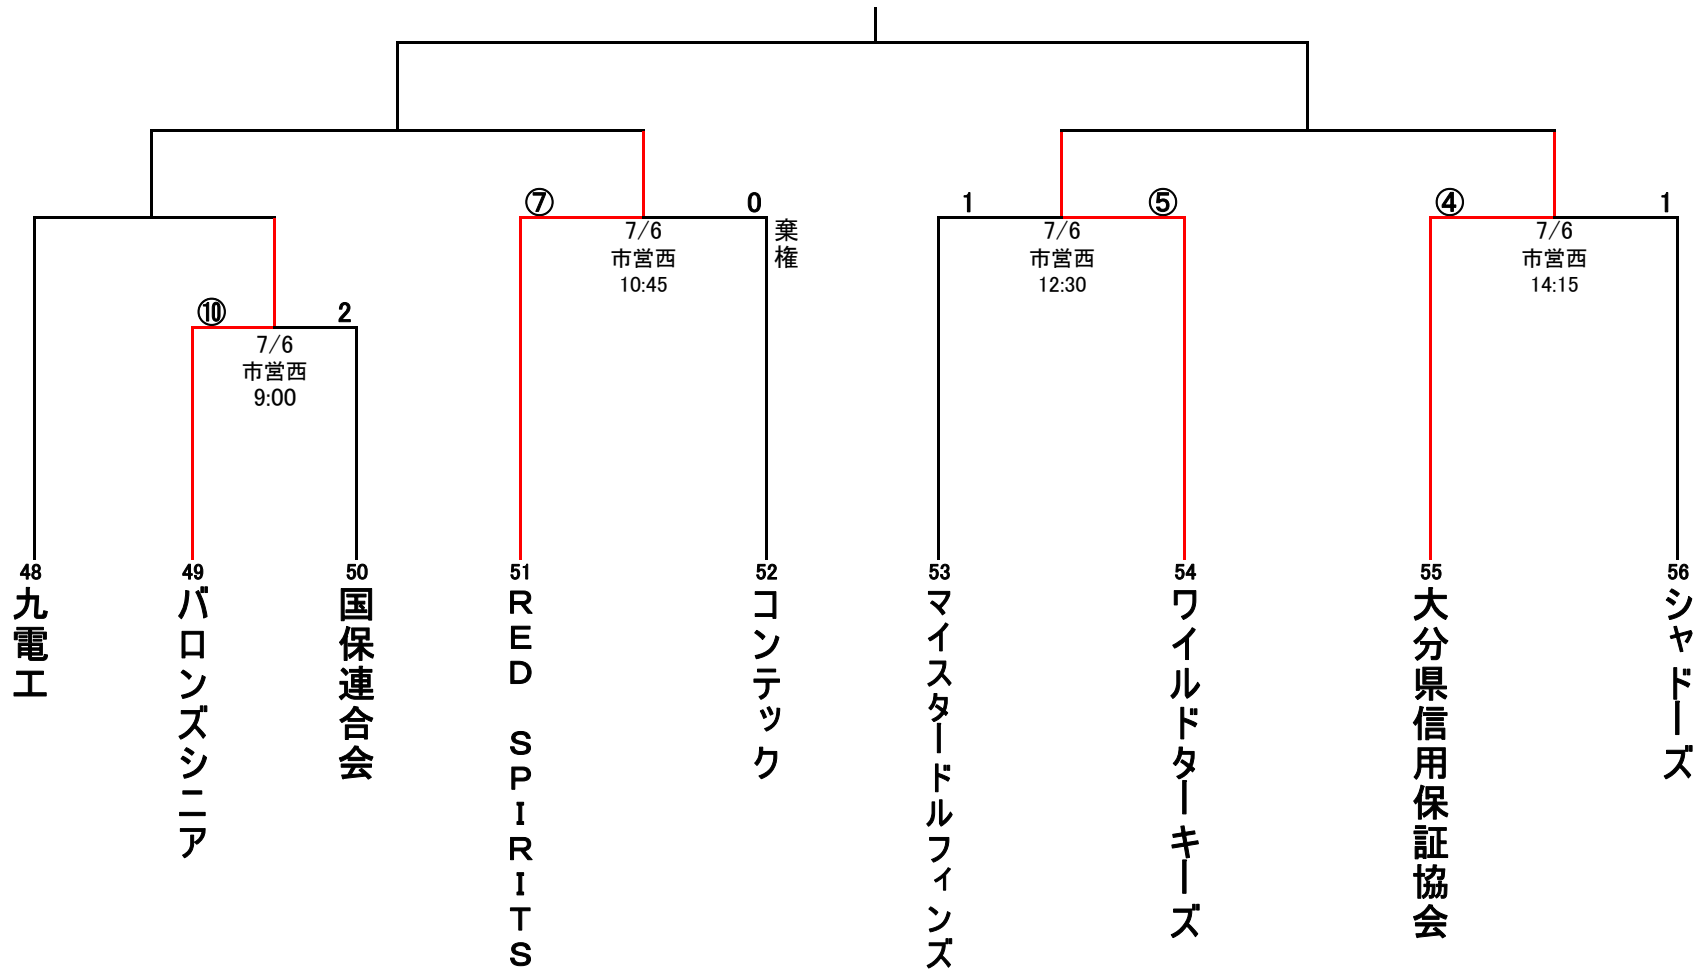 ⑦
0
1
⑤
④
1
7/6
市営西
10:45
棄権
7/6
市営西
12:30
7/6
市営西
14:15
⑩
2
7/6
市営西
9:00
48
九電工
49
バロンズシニア
50
国保連合会
51
ＲＥＤ　ＳＰＩＲＩＴＳ
52
コンテック
53
マイスタードルフィンズ
54
ワイルドターキーズ
55
大分県信用保証協会
56
シャドーズ